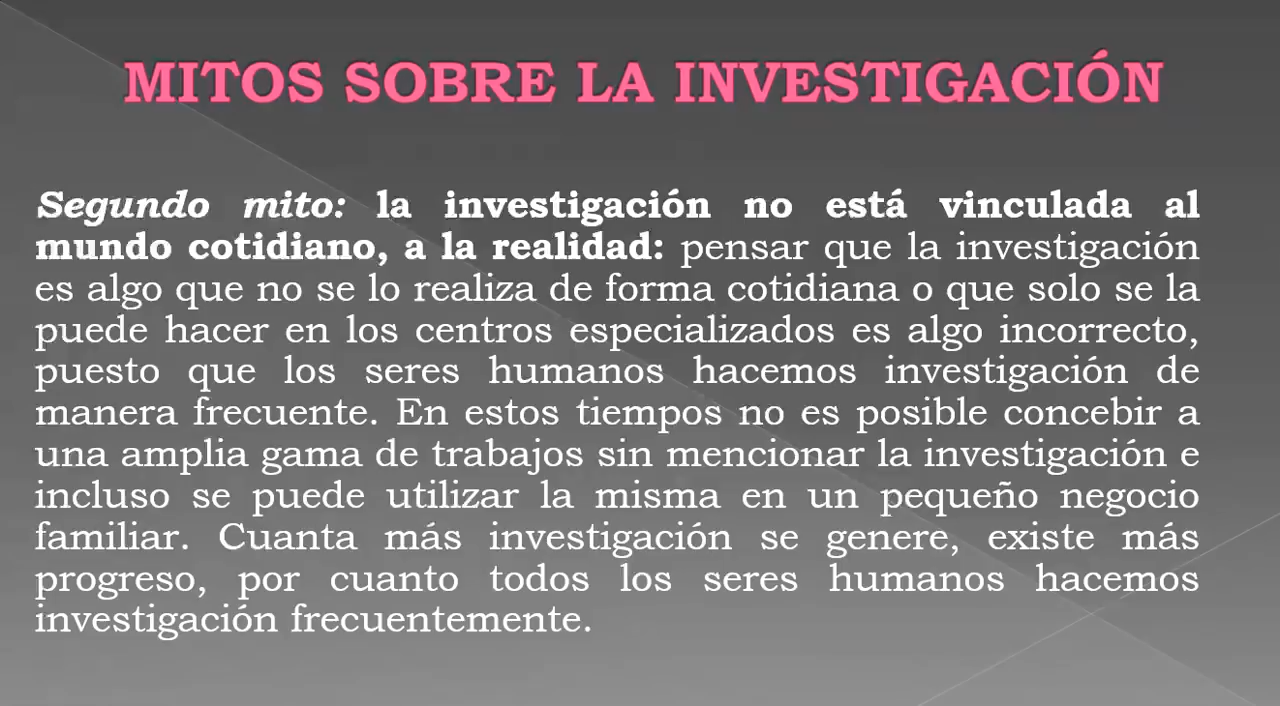 MITOS SOBRE LA INVESTIGACIÓN
Segundo mito: la investigación no está vinculada al
mundo cotidiano, a la realidad: pensar que la investigación
es algo que no se lo realiza de forma cotidiana o que solo se la
puede hacer en los centros especializados es algo incorrecto,
puesto que los seres humanos hacemos investigación de
manera frecuente. En estos tiempos no es posible concebir a
una amplia gama de trabajos sin mencionar la investigación e
incluso se puede utilizar la misma en un pequeño negocio
familiar. Cuanta más investigación se genere, existe más
progreso, por cuanto todos los seres humanos hacemos
investigación frecuentemente.